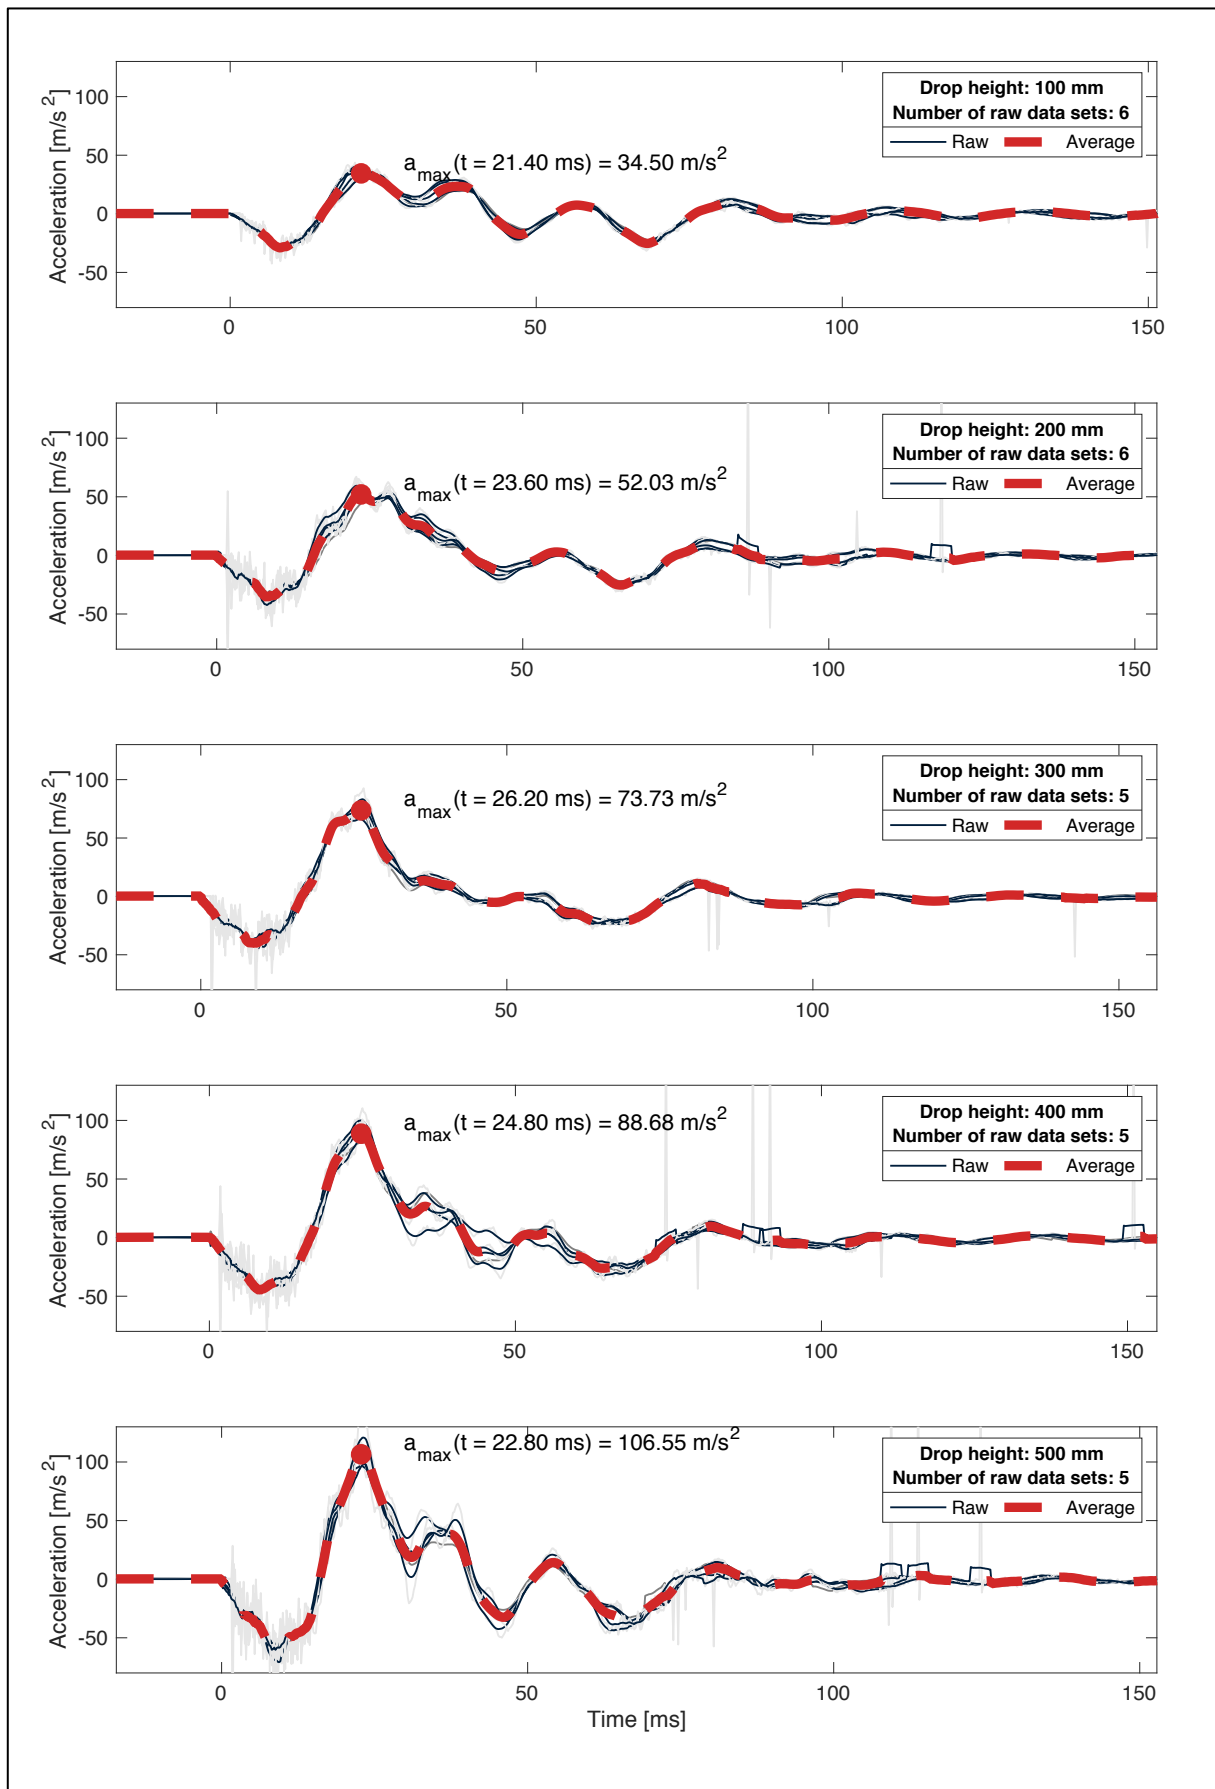 Drop height: 100 mm
Number of raw data sets: 6
Raw Average
a_max(t = 21.40 ms) = 34.50 m/s²
Acceleration [m/s²]
100
50
0
-50
0 50 100 150
Drop height: 200 mm
Number of raw data sets: 6
Raw Average
a_max(t = 23.60 ms) = 52.03 m/s²
Acceleration [m/s²]
100
50
0
-50
0 50 100 150
Drop height: 300 mm
Number of raw data sets: 5
Raw Average
a_max(t = 26.20 ms) = 73.73 m/s²
Acceleration [m/s²]
100
50
0
-50
0 50 100 150
Drop height: 400 mm
Number of raw data sets: 5
Raw Average
a_max(t = 24.80 ms) = 88.68 m/s²
Acceleration [m/s²]
100
50
0
-50
0 50 100 150
Drop height: 500 mm
Number of raw data sets: 5
Raw Average
a_max(t = 22.80 ms) = 106.55 m/s²
Acceleration [m/s²]
100
50
0
-50
0 50 100 150
Time [ms]